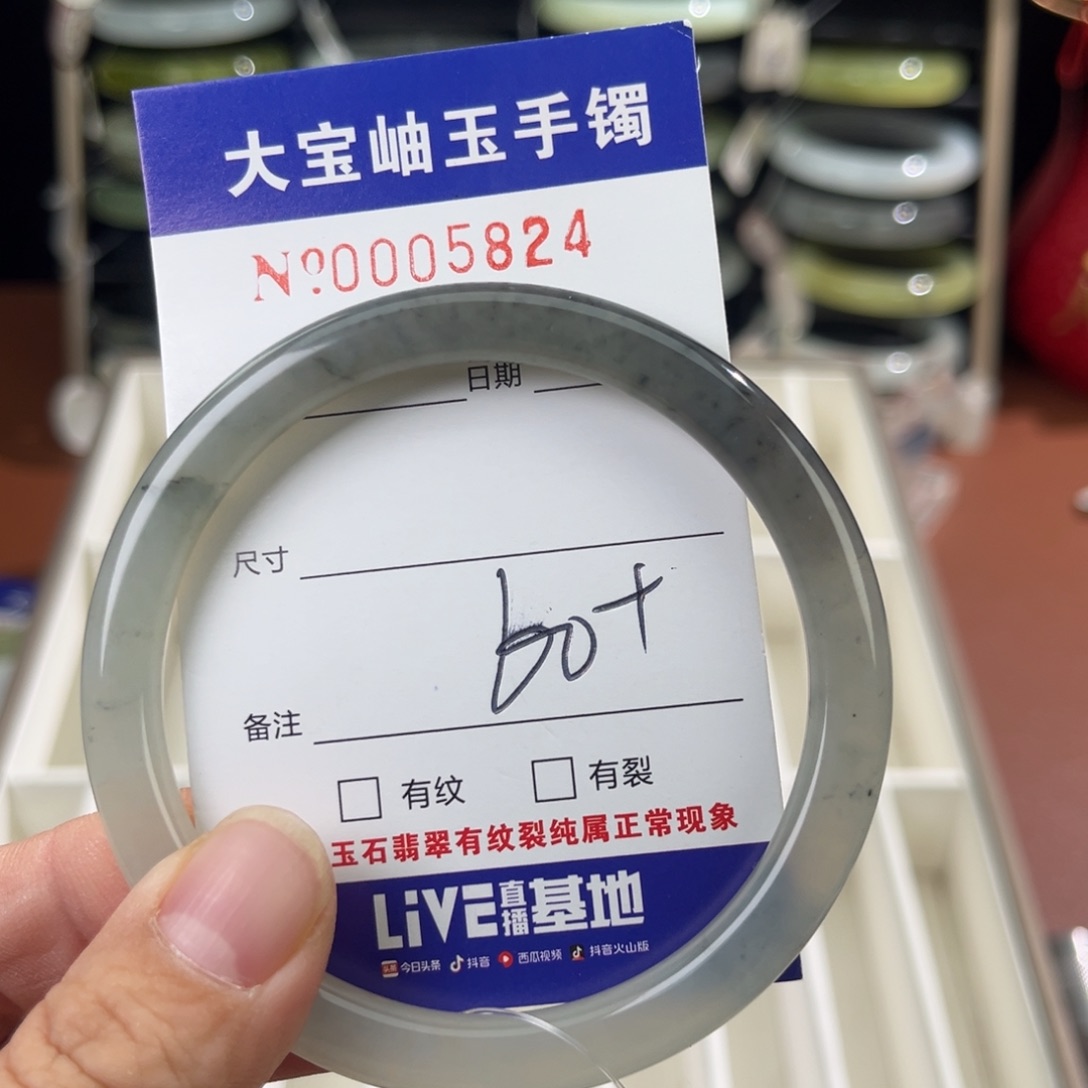 大宝岫玉手镯
Nº0005824
日期
尺寸
60+
备注
有纹 有裂
玉石翡翠有纹裂纯属正常现象
LiVE直播基地
头条 今日头条 抖音 西瓜视频 抖音火山版